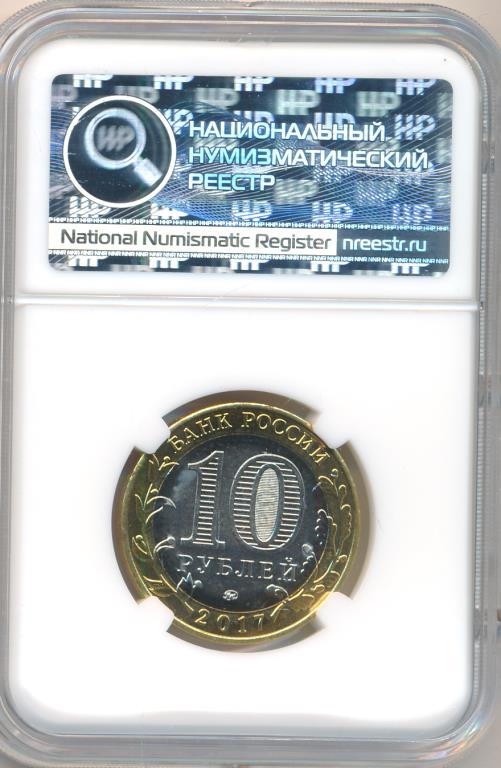 НАЦИОНАЛЬНЫЙ
НУМИЗМАТИЧЕСКИЙ
РЕЕСТР
National Numismatic Register nreestr.ru
БАНК РОССИИ
10
РУБЛЕЙ
2017